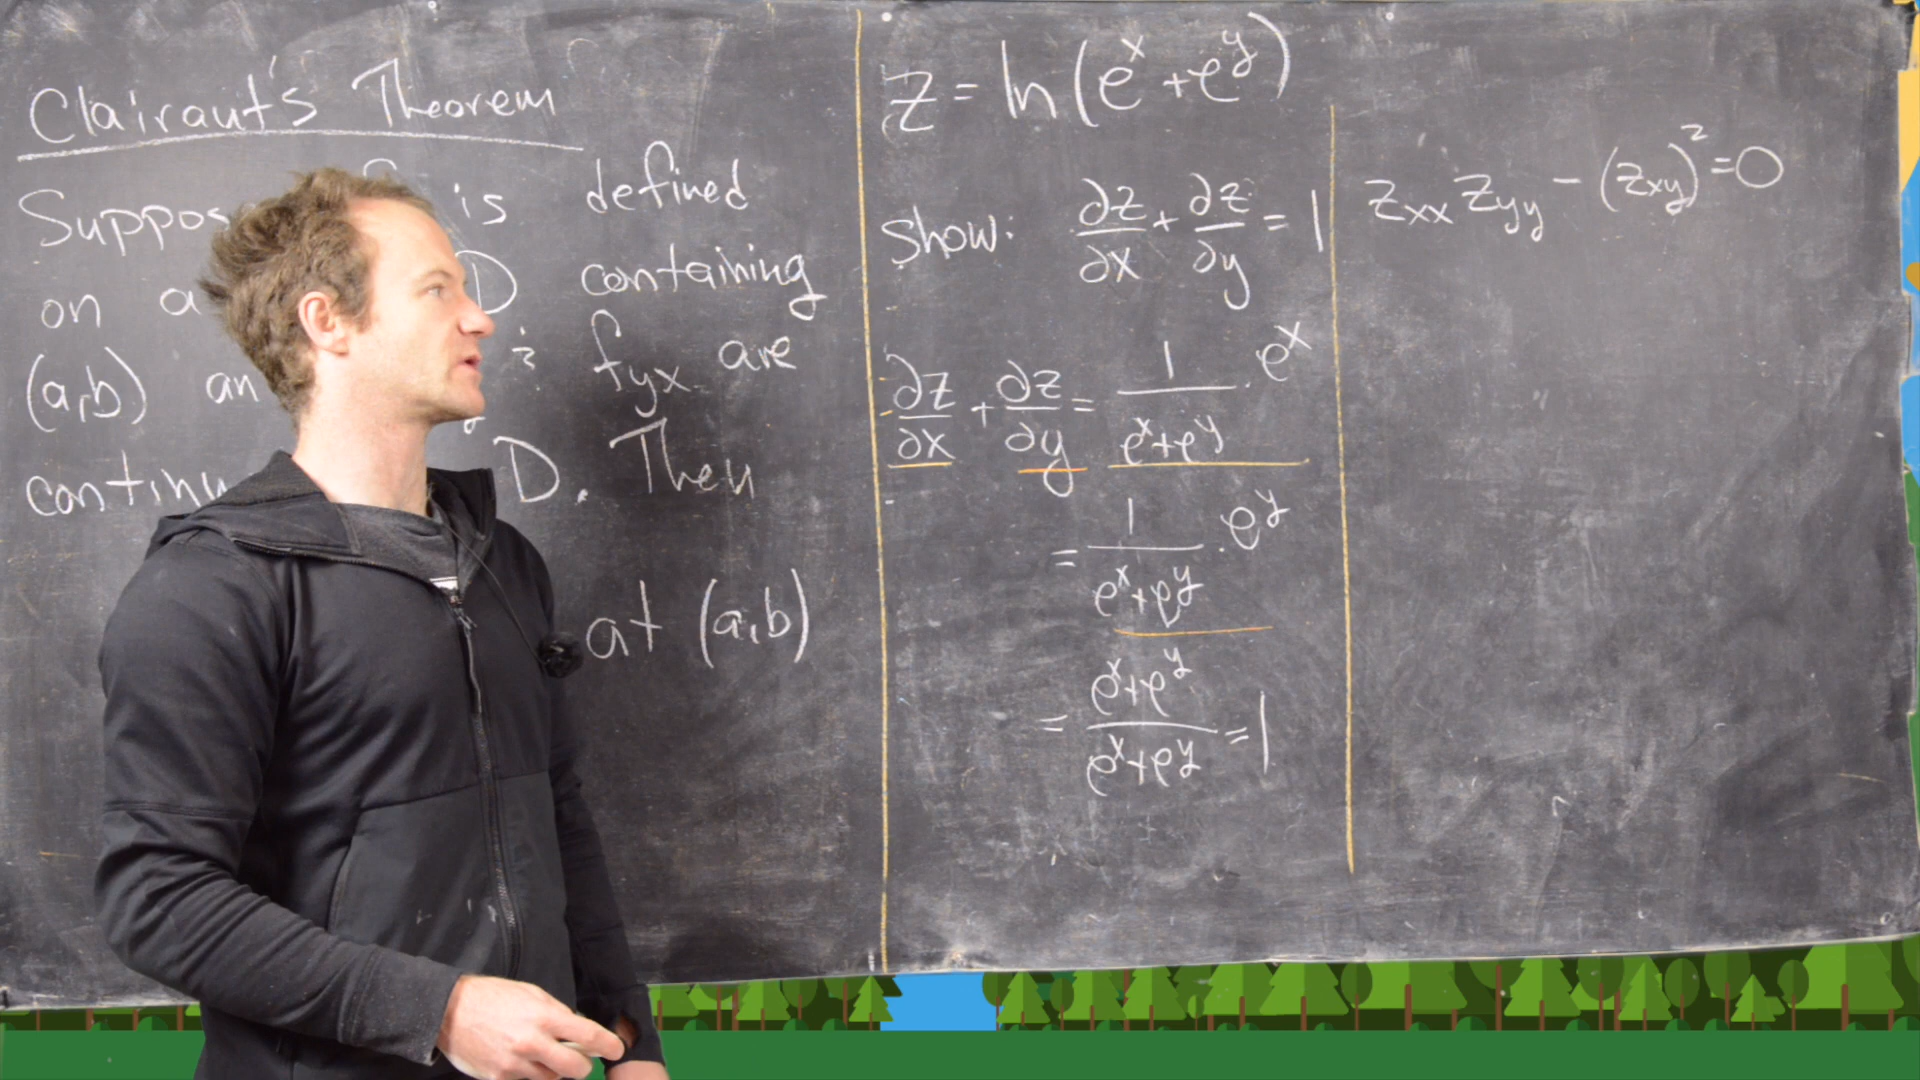 Clairaut's Theorem
Suppos is defined
on a D containing
(a,b) an fyx are
continu D. Then
at (a,b)
z = ln(e^x + e^y)
Show: ∂z/∂x + ∂z/∂y = 1
∂z/∂x + ∂z/∂y = 1/(e^x+e^y) · e^x
= 1/(e^x+e^y) · e^y
= (e^x+e^y)/(e^x+e^y) = 1
z_xx z_yy - (z_xy)^2 = 0